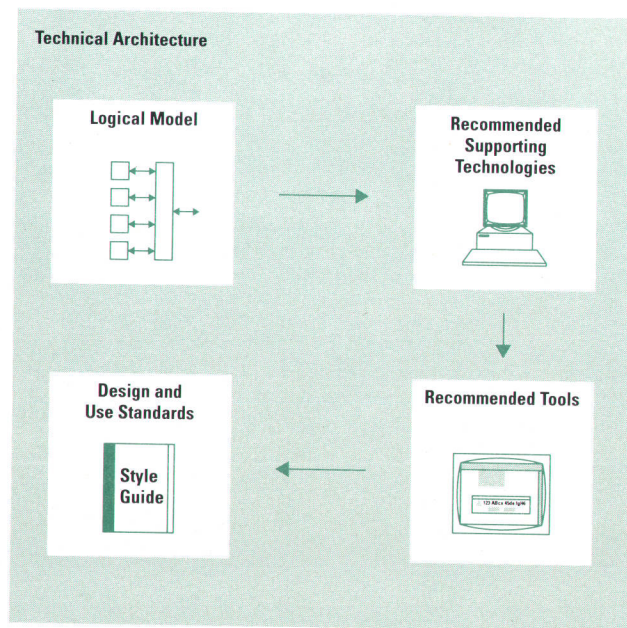 Technical Architecture
Logical Model
Recommended
Supporting
Technologies
Recommended Tools
Design and
Use Standards
Style
Guide